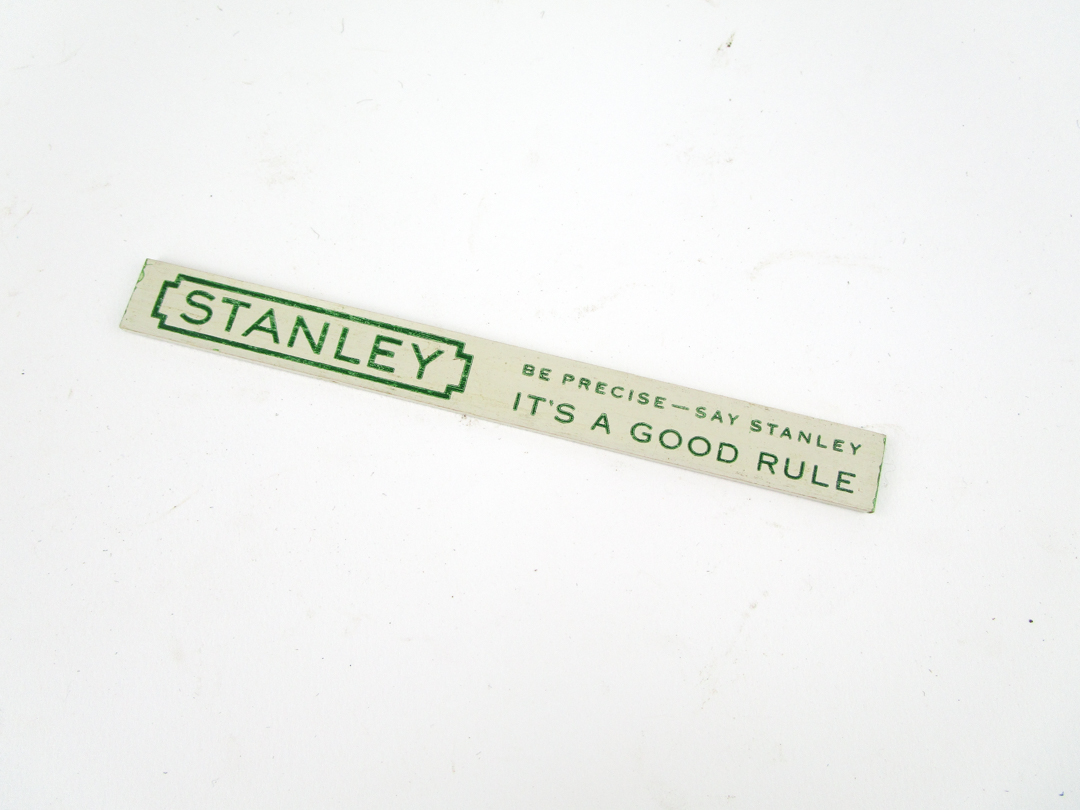 STANLEY
BE PRECISE—SAY STANLEY
IT'S A GOOD RULE